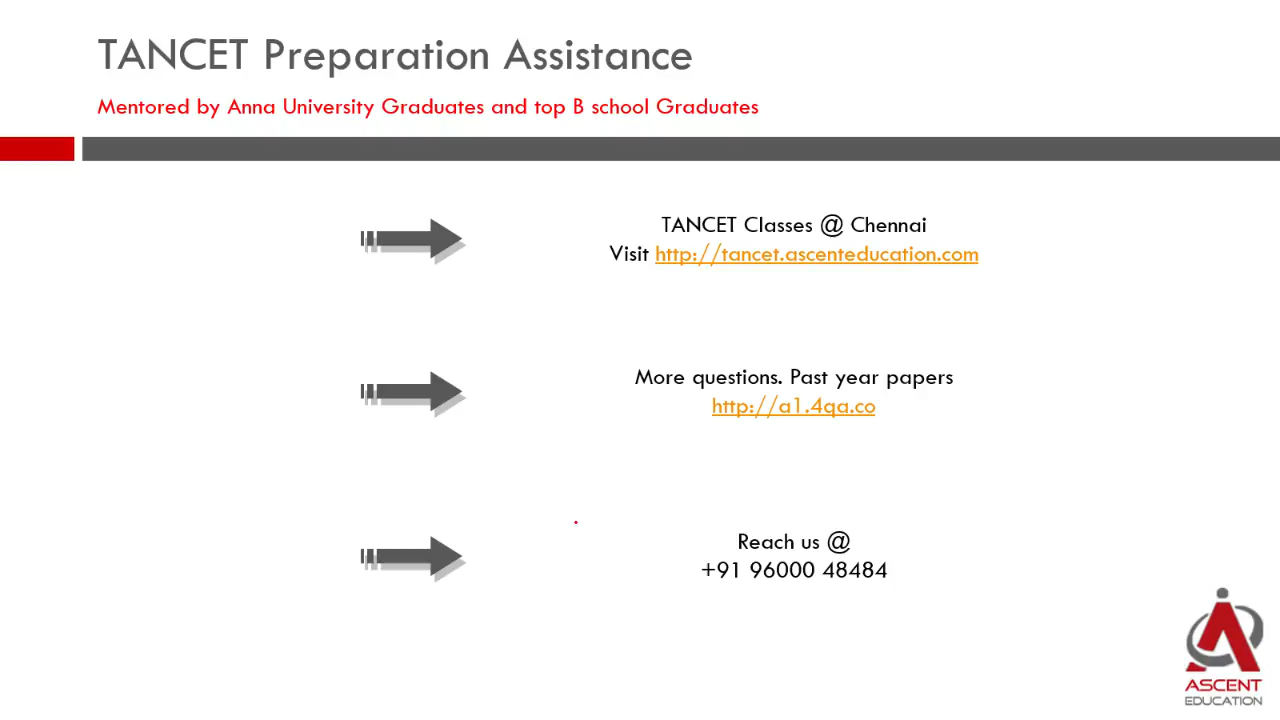 TANCET Preparation Assistance
Mentored by Anna University Graduates and top B school Graduates
TANCET Classes @ Chennai
Visit http://tancet.ascenteducation.com
More questions. Past year papers
http://a1.4qa.co
Reach us @
+91 96000 48484
ASCENT
EDUCATION